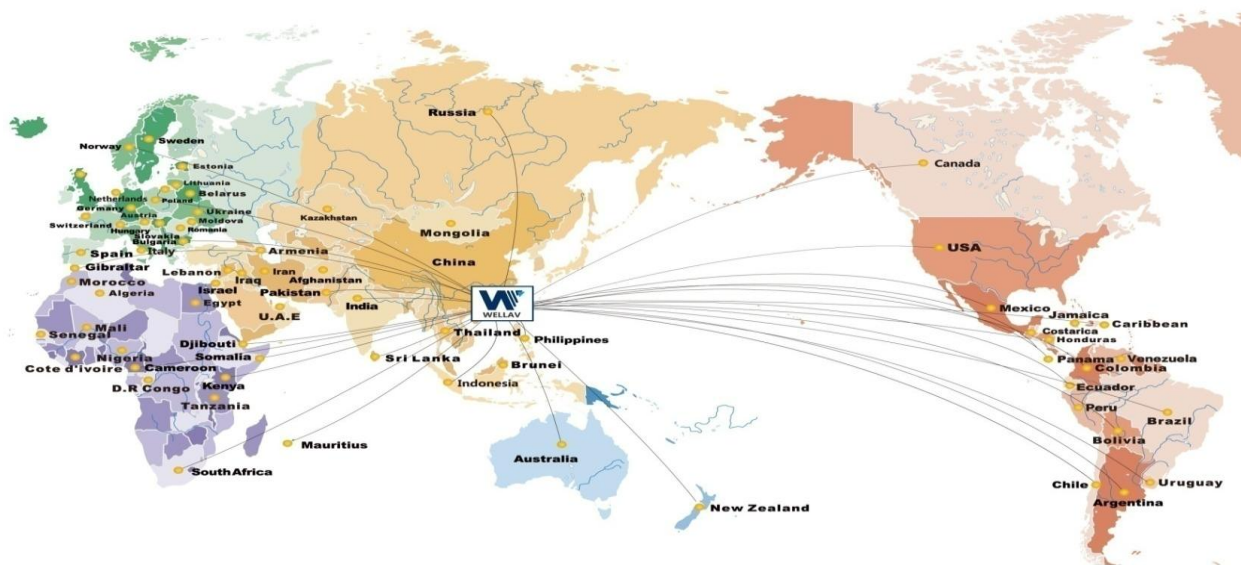 Russia
Norway
Sweden
Estonia
Lithuania
Netherlands
Poland
Belarus
Germany
Austria
Ukraine
Moldova
Switzerland
Hungary
Romania
Slovakia
Bulgaria
Italy
Spain
Gibraltar
Morocco
Algeria
Kazakhstan
Mongolia
China
Armenia
Lebanon
Iraq
Iran
Afghanistan
Israel
Pakistan
India
Egypt
U.A.E
WELLAV
Canada
USA
Mexico
Jamaica
Caribbean
Costarica
Honduras
Panama
Venezuela
Colombia
Ecuador
Peru
Brazil
Bolivia
Chile
Uruguay
Argentina
Mali
Senegal
Djibouti
Nigeria
Somalia
Cote d'ivoire
Cameroon
D.R Congo
Kenya
Tanzania
Thailand
Philippines
Sri Lanka
Brunei
Indonesia
Mauritius
SouthAfrica
Australia
New Zealand